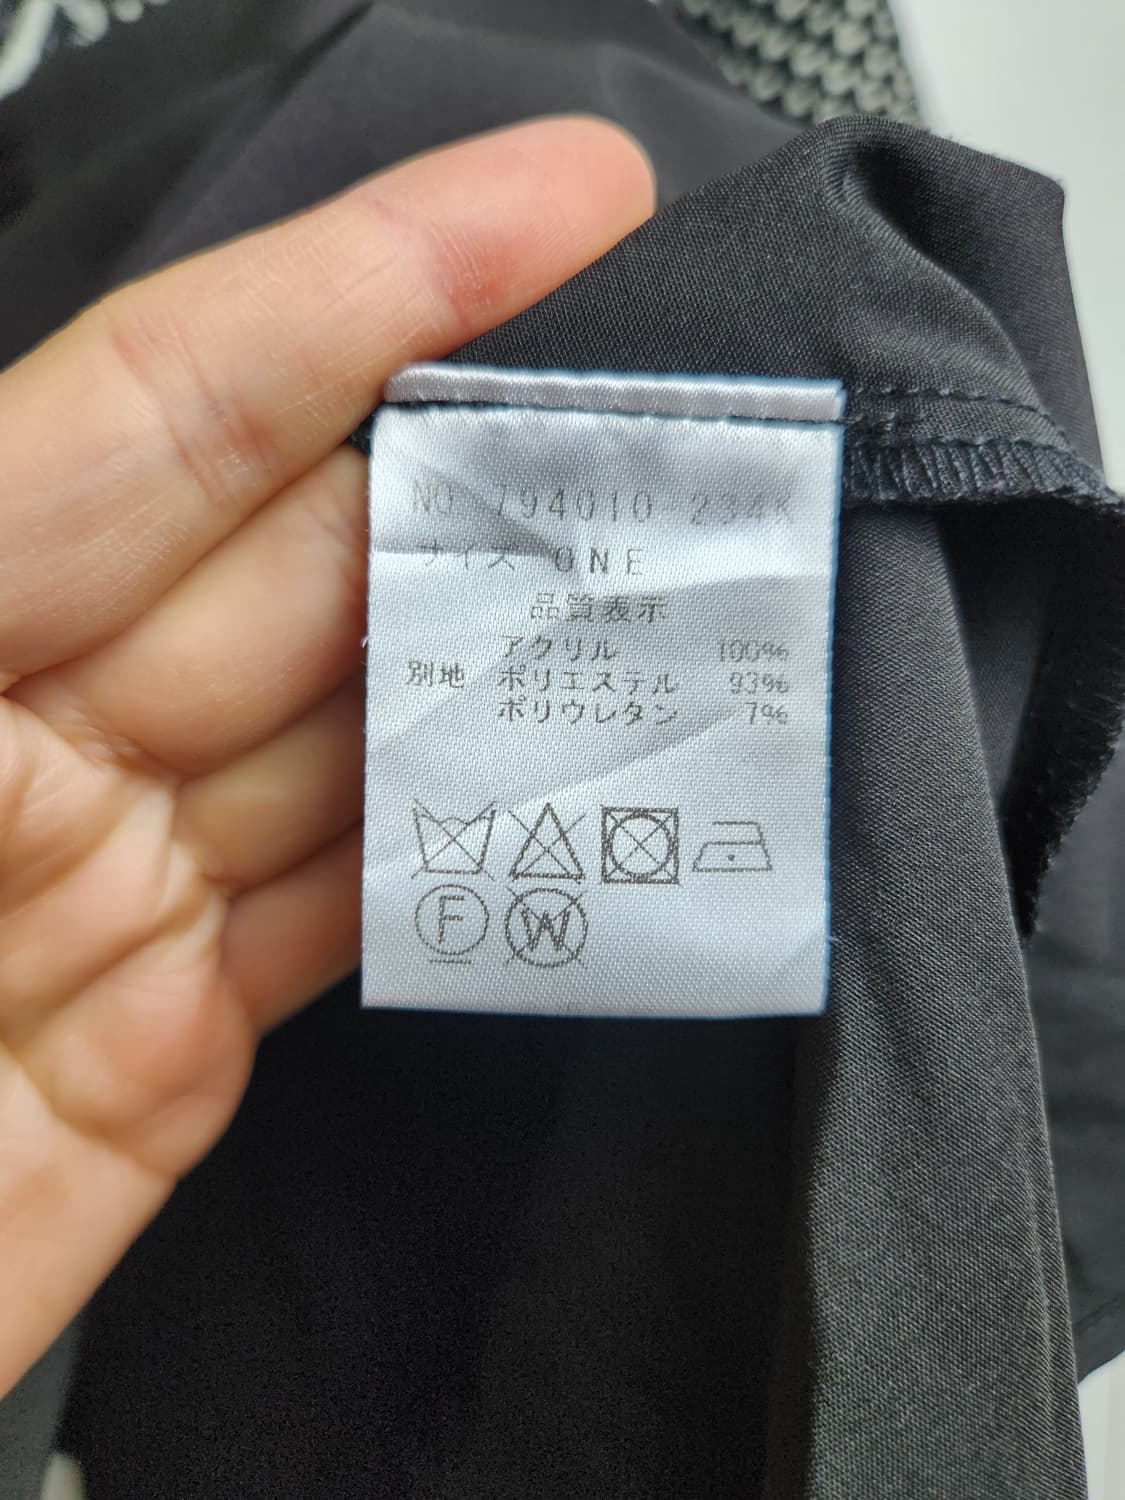 NO 794010 234K
サイズ ONE
品質表示
アクリル 100%
別地 ポリエステル 93%
ポリウレタン 7%
F W